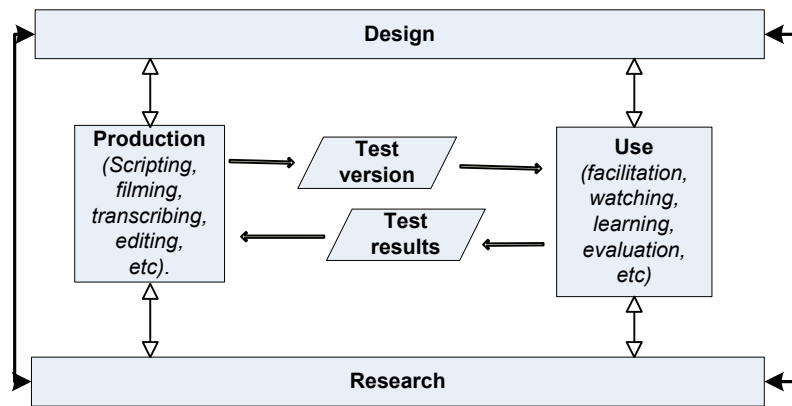 Design
Production
(Scripting,
filming,
transcribing,
editing,
etc).
Test
version
Test
results
Use
(facilitation,
watching,
learning,
evaluation,
etc)
Research